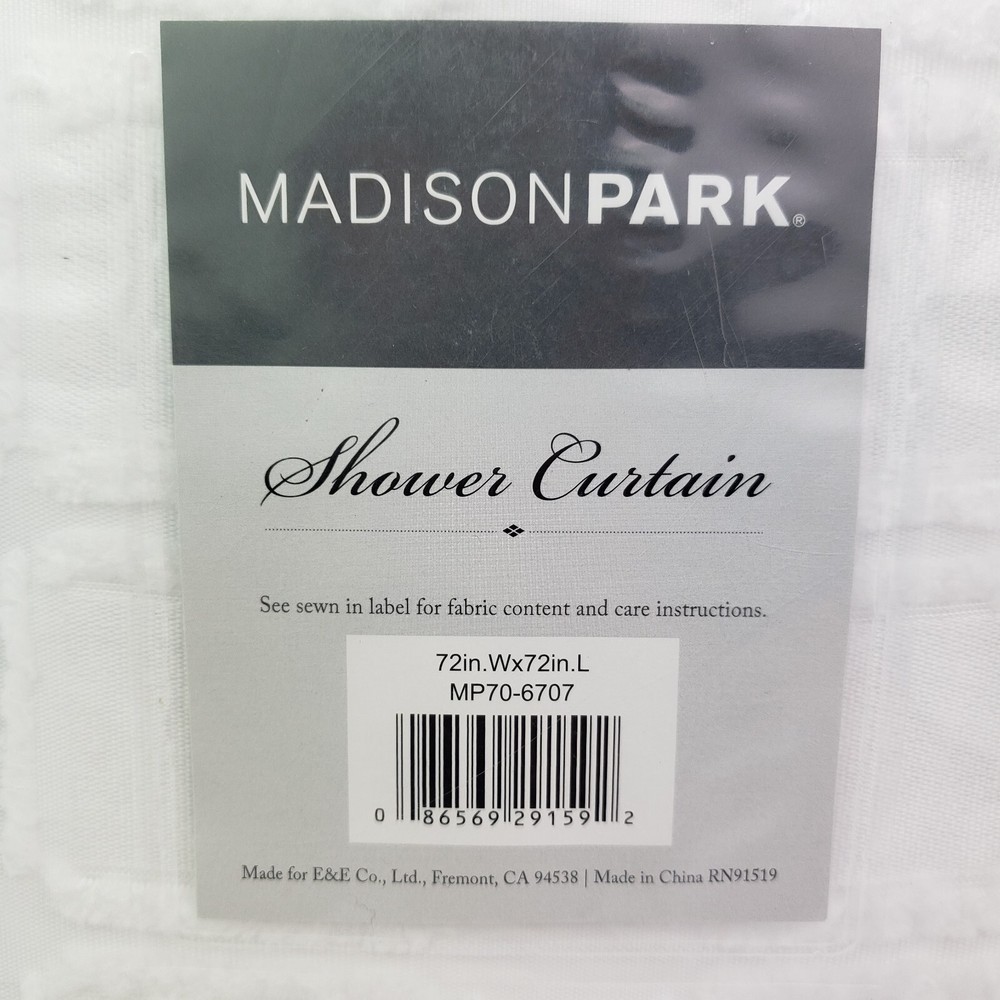 MADISONPARK®
Shower Curtain
See sewn in label for fabric content and care instructions.
72in.Wx72in.L
MP70-6707
0 86569 29159 2
Made for E&E Co., Ltd., Fremont, CA 94538 | Made in China RN91519